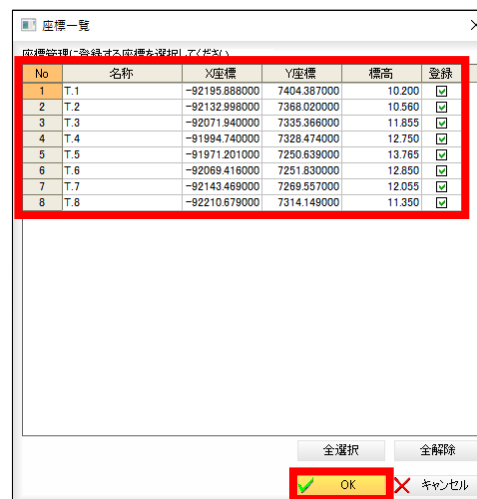 座標一覧
座標管理に登録する座標を選択してください
No 名称 X座標 Y座標 標高 登録
1 T.1 -92195.888000 7404.387000 10.200
2 T.2 -92132.998000 7368.020000 10.560
3 T.3 -92071.940000 7335.366000 11.855
4 T.4 -91994.740000 7328.474000 12.750
5 T.5 -91971.201000 7250.639000 13.765
6 T.6 -92069.416000 7251.830000 12.850
7 T.7 -92143.469000 7269.557000 12.055
8 T.8 -92210.679000 7314.149000 11.350
全選択 全解除
OK キャンセル